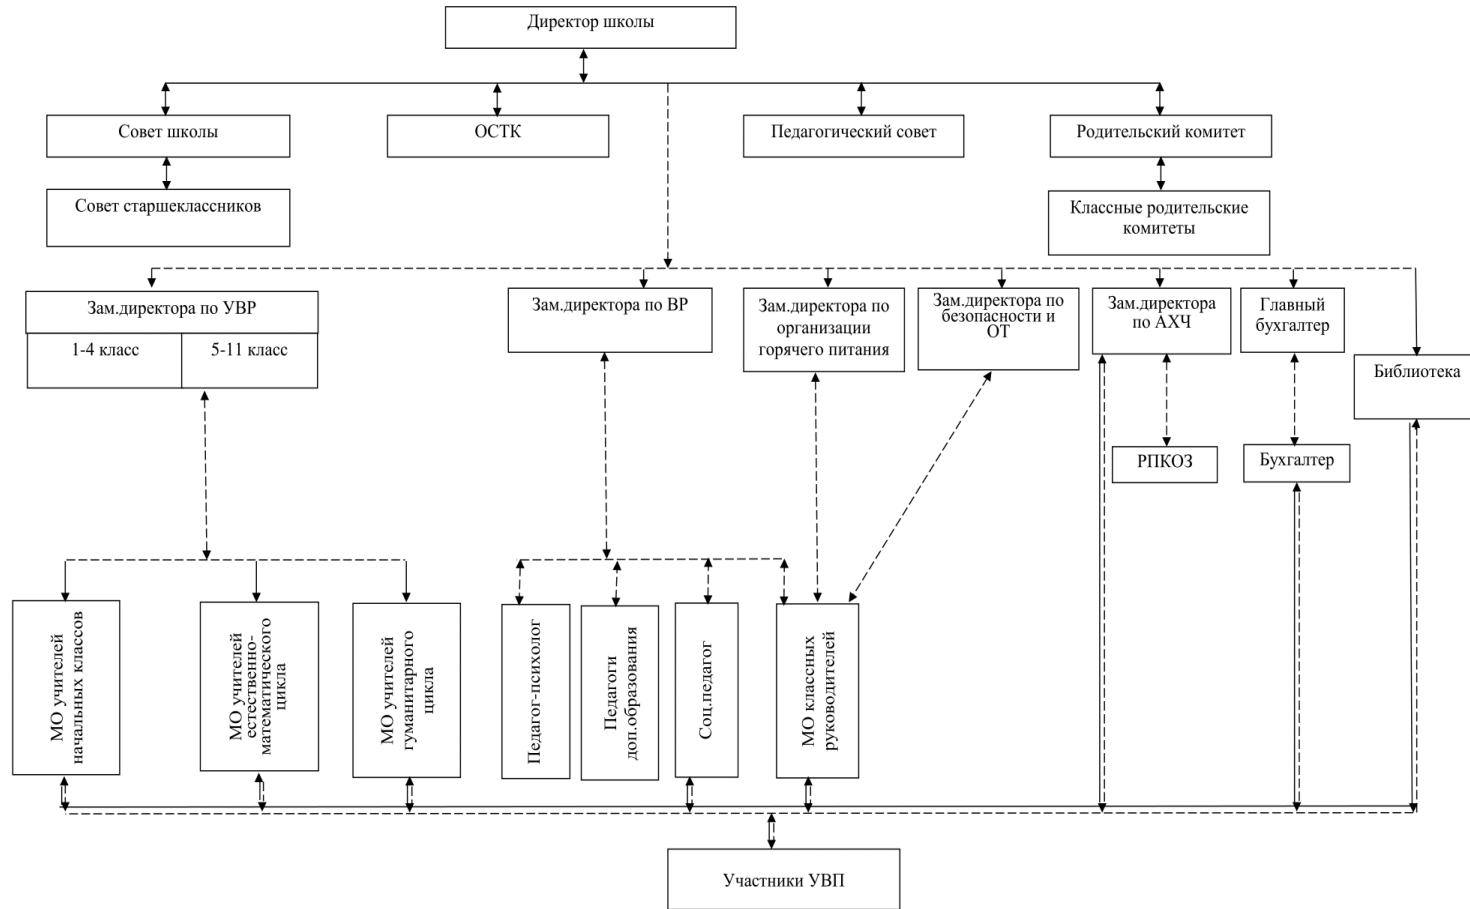 Директор школы
Совет школы
ОСТК
Педагогический совет
Родительский комитет
Совет старшеклассников
Классные родительские
комитеты
Зам.директора по УВР
1-4 класс
5-11 класс
Зам.директора по ВР
Зам.директора по
организации
горячего питания
Зам.директора по
безопасности и
ОТ
Зам.директора
по АХЧ
Главный
бухгалтер
Библиотека
РПКОЗ
Бухгалтер
МО учителей
начальных классов
МО учителей
естественно-
математического
цикла
МО учителей
гуманитарного
цикла
Педагог-психолог
Педагоги
доп.образования
Соц.педагог
МО классных
руководителей
Участники УВП